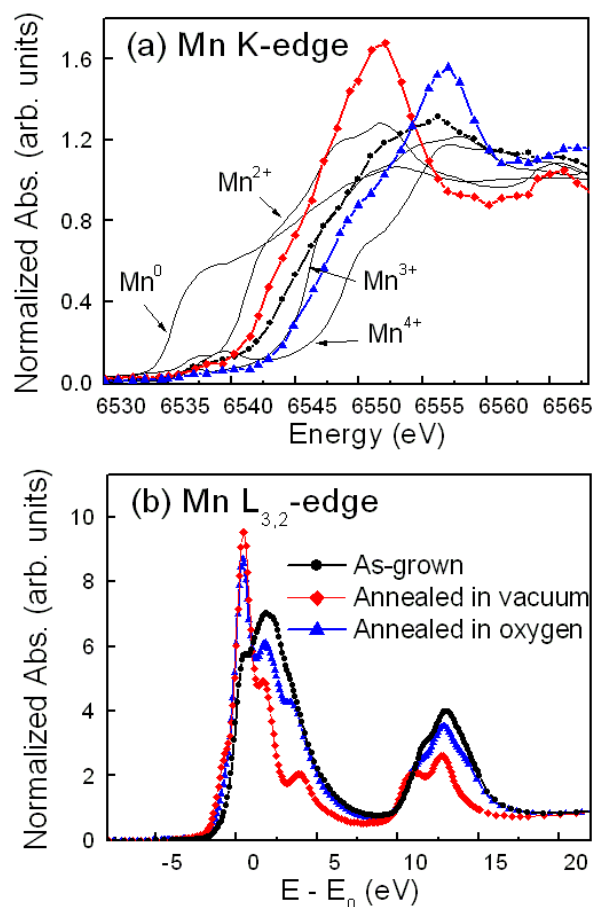 (a) Mn K-edge
Normalized Abs. (arb. units)
1.6
1.2
0.8
0.4
0.0
Mn²⁺
Mn⁰
Mn³⁺
Mn⁴⁺
6530 6535 6540 6545 6550 6555 6560 6565
Energy (eV)
(b) Mn L₃,₂-edge
Normalized Abs. (arb. units)
10
8
6
4
2
0
As-grown
Annealed in vacuum
Annealed in oxygen
-5 0 5 10 15 20
E - E₀ (eV)